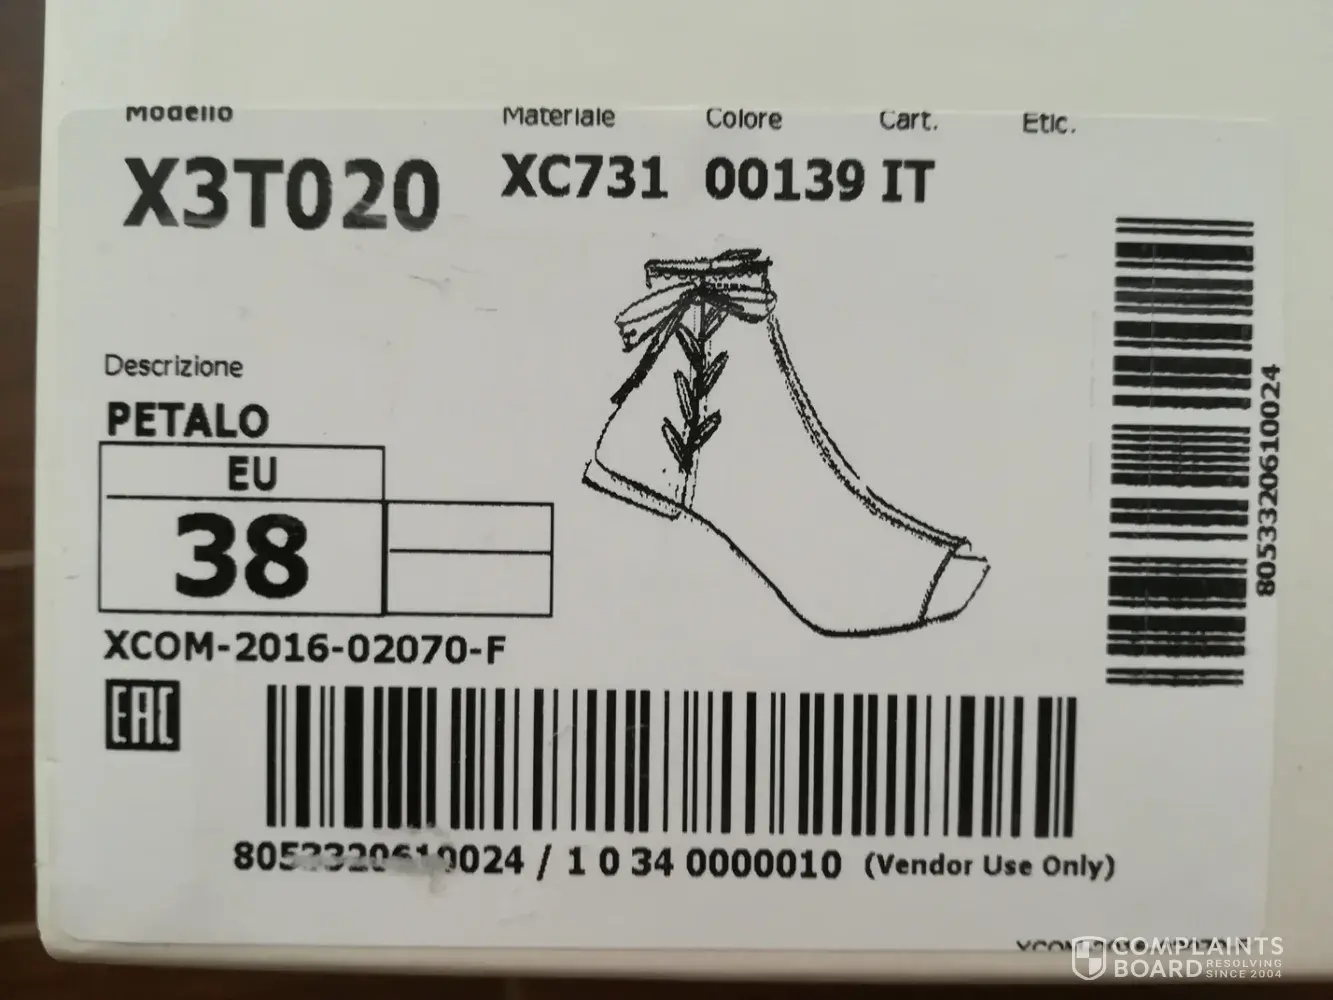 Modello Materiale Colore Cart. Etic.
X3T020 XC731 00139 IT
Descrizione
PETALO
EU
38
XCOM-2016-02070-F
EAC
8053320610024 / 1 0 34 0000010 (Vendor Use Only)
8053320610024
COMPLAINTS
BOARD RESOLVING
SINCE 2004